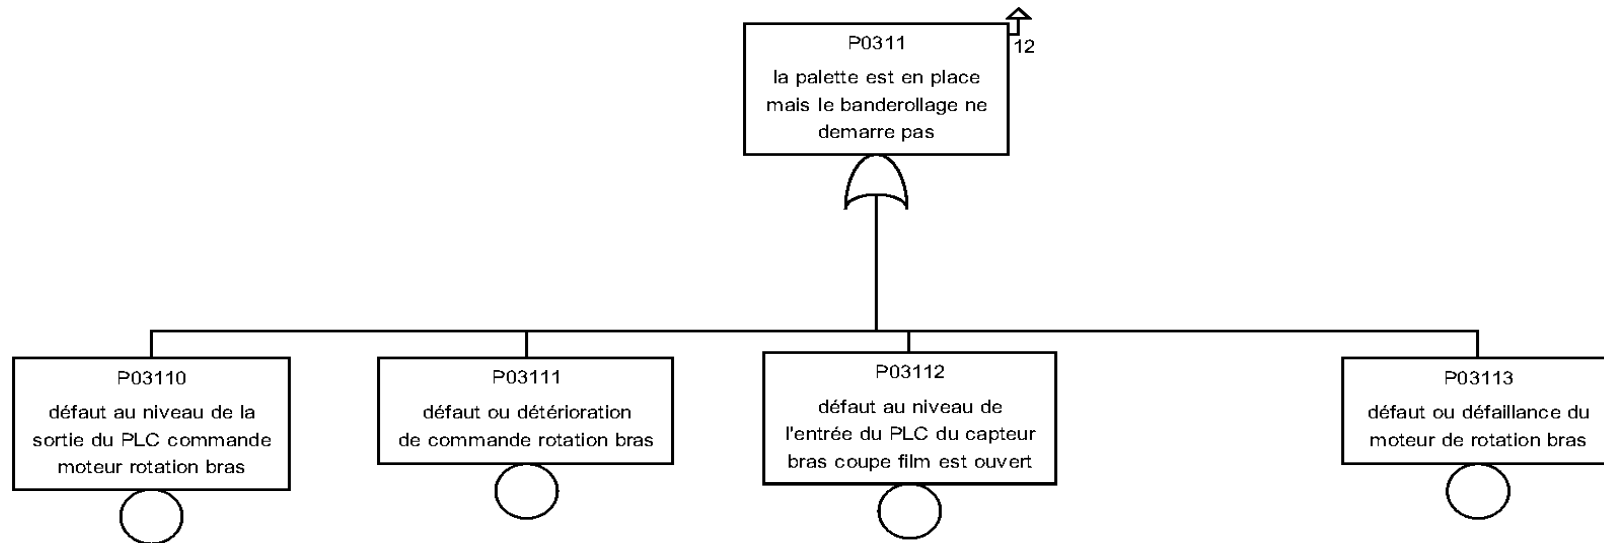 P0311
12
la palette est en place
mais le banderollage ne
demarre pas
P03110
défaut au niveau de la
sortie du PLC commande
moteur rotation bras
P03111
défaut ou détérioration
de commande rotation bras
P03112
défaut au niveau de
l'entrée du PLC du capteur
bras coupe film est ouvert
P03113
défaut ou défaillance du
moteur de rotation bras